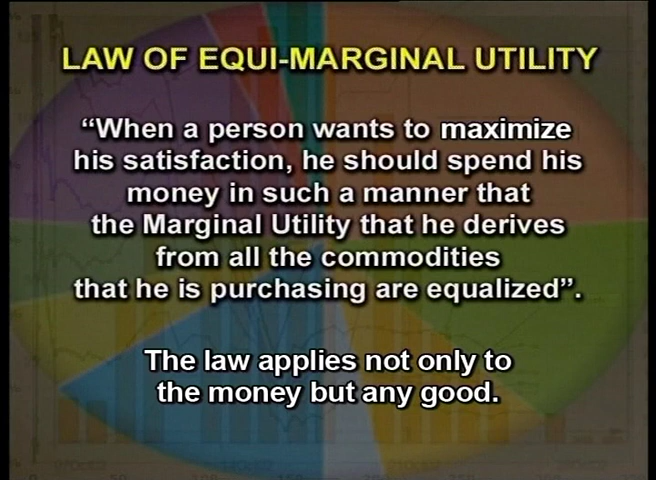 LAW OF EQUI-MARGINAL UTILITY
“When a person wants to maximize
his satisfaction, he should spend his
money in such a manner that
the Marginal Utility that he derives
from all the commodities
that he is purchasing are equalized”.
The law applies not only to
the money but any good.